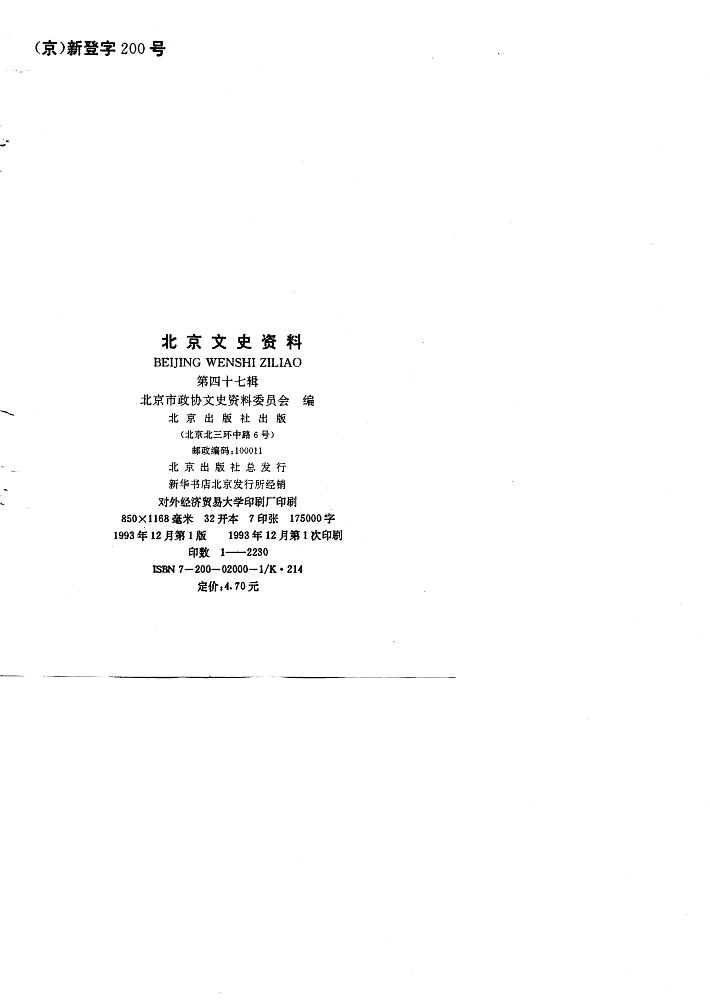 （京）新登字 200 号
北京文史资料
BEIJING WENSHI ZILIAO
第四十七辑
北京市政协文史资料委员会　编
北京出版社出版
（北京北三环中路 6 号）
邮政编码：100011
北京出版社总发行
新华书店北京发行所经销
对外经济贸易大学印刷厂印刷
850×1168 毫米　32 开本　7 印张　175000 字
1993 年 12 月第 1 版　1993 年 12 月第 1 次印刷
印数　1——2230
ISBN 7—200—02000—1/K·214
定价：4.70 元